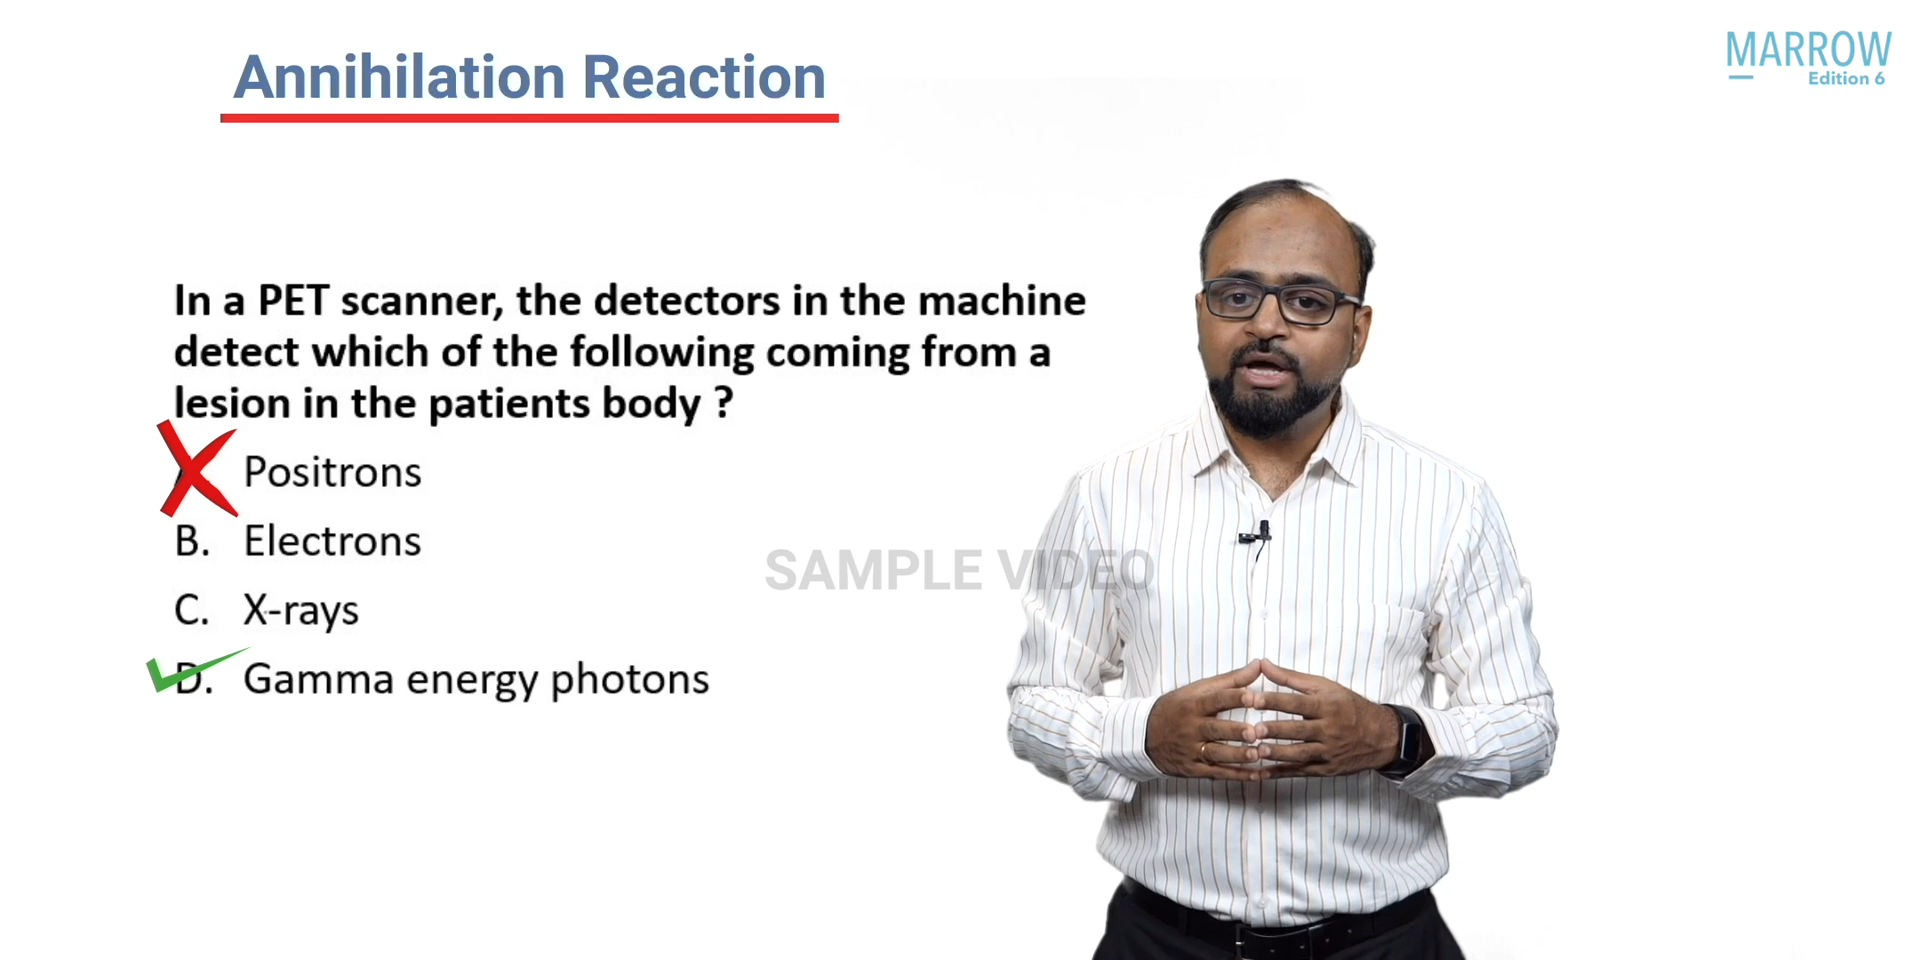 Annihilation Reaction
MARROW
Edition 6
In a PET scanner, the detectors in the machine
detect which of the following coming from a
lesion in the patients body ?
Positrons
B. Electrons
C. X-rays
D. Gamma energy photons
SAMPLE VIDEO